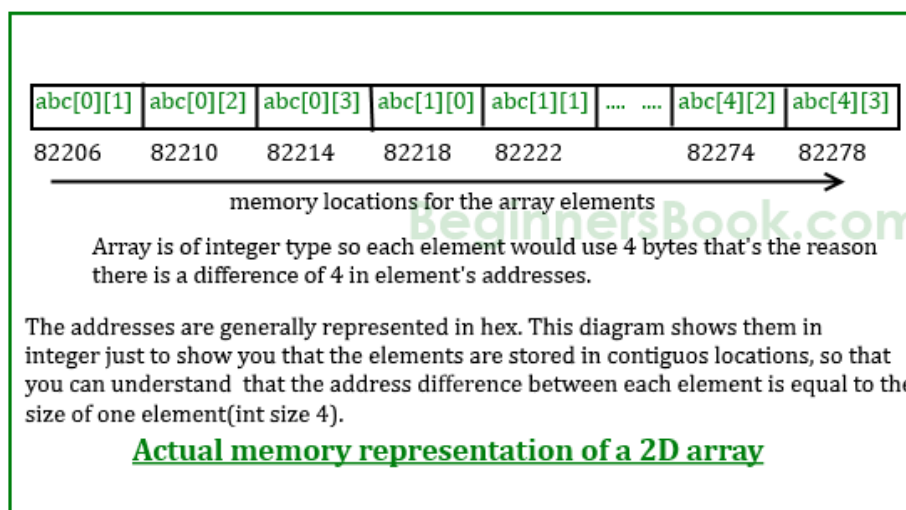 abc[0][1] abc[0][2] abc[0][3] abc[1][0] abc[1][1] .... .... abc[4][2] abc[4][3]
82206 82210 82214 82218 82222 82274 82278
memory locations for the array elements
BeginnersBook.com
Array is of integer type so each element would use 4 bytes that's the reason
there is a difference of 4 in element's addresses.
The addresses are generally represented in hex. This diagram shows them in
integer just to show you that the elements are stored in contiguos locations, so that
you can understand that the address difference between each element is equal to the
size of one element(int size 4).
Actual memory representation of a 2D array